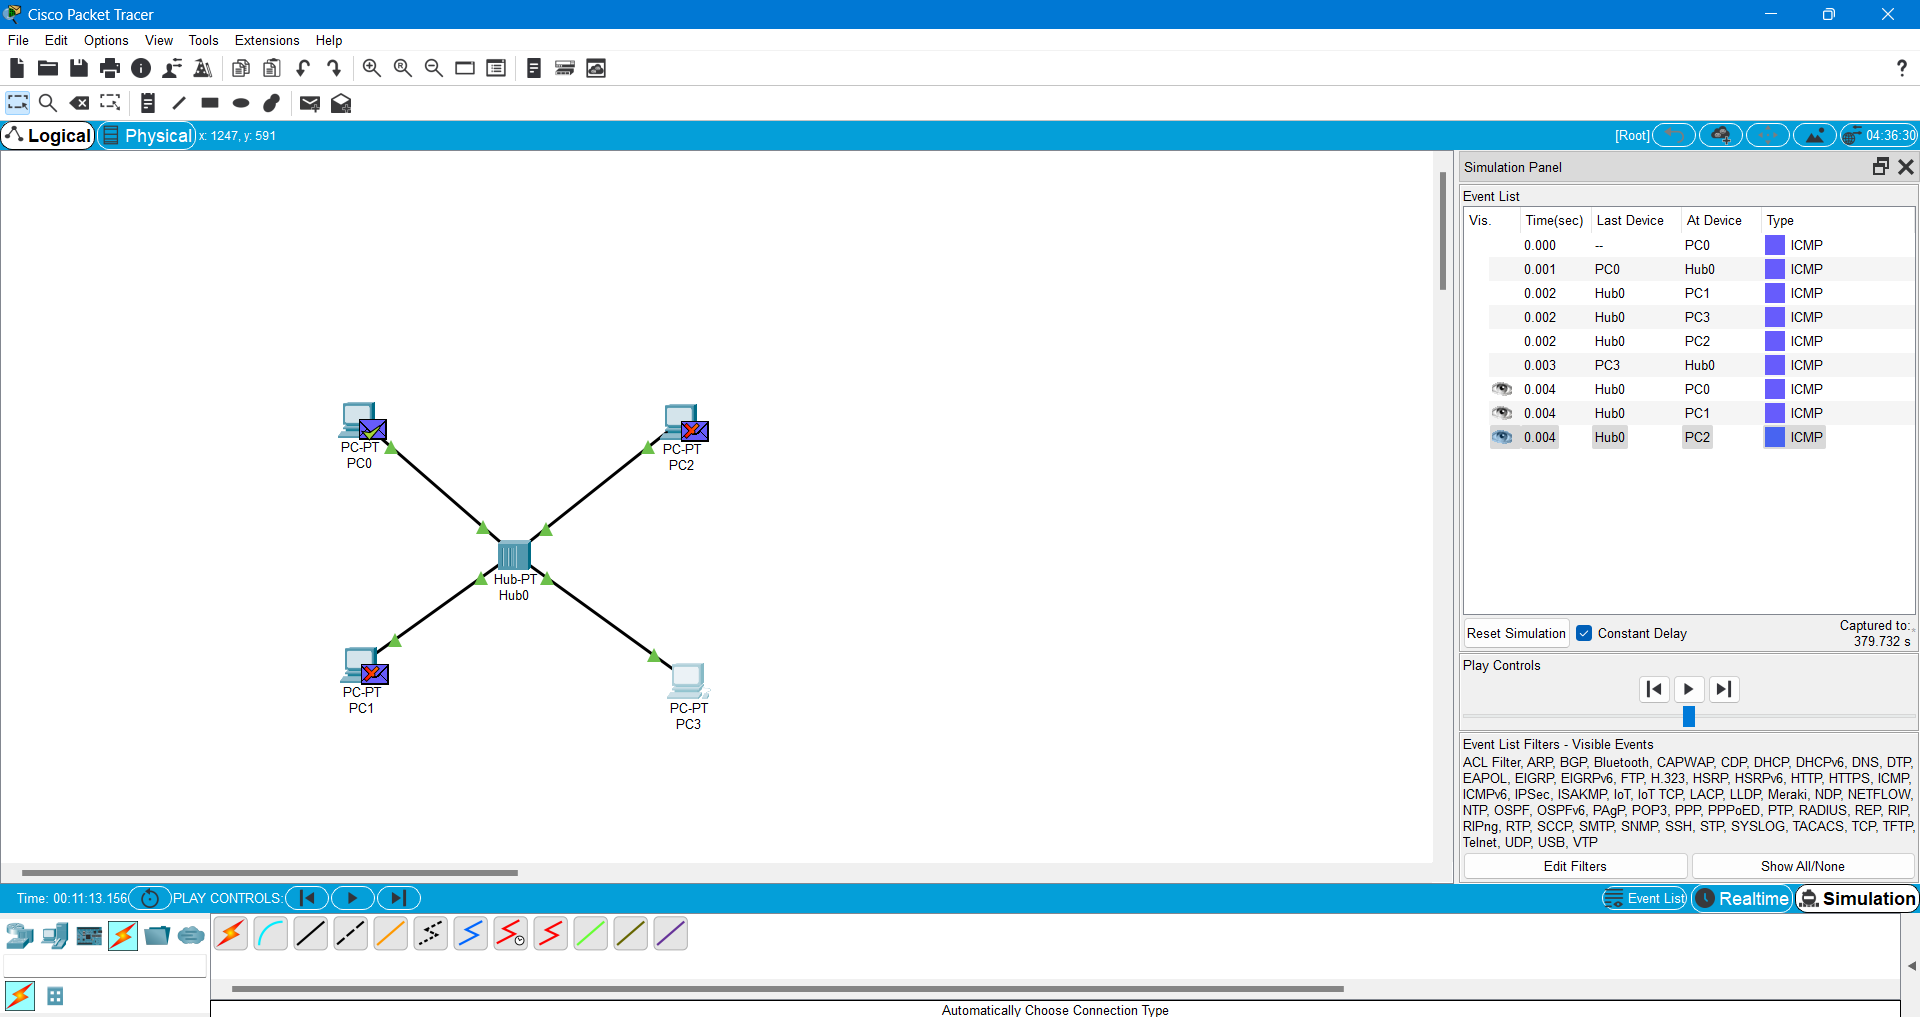 Cisco Packet Tracer
File Edit Options View Tools Extensions Help
Logical Physical x: 1247, y: 591 [Root] 04:36:30
PC-PT
PC0
PC-PT
PC2
Hub-PT
Hub0
PC-PT
PC1
PC-PT
PC3
Simulation Panel
Event List
Vis. Time(sec) Last Device At Device Type
0.000 -- PC0 ICMP
0.001 PC0 Hub0 ICMP
0.002 Hub0 PC1 ICMP
0.002 Hub0 PC3 ICMP
0.002 Hub0 PC2 ICMP
0.003 PC3 Hub0 ICMP
0.004 Hub0 PC0 ICMP
0.004 Hub0 PC1 ICMP
0.004 Hub0 PC2 ICMP
Reset Simulation Constant Delay
Captured to:
379.732 s
Play Controls
Event List Filters - Visible Events
ACL Filter, ARP, BGP, Bluetooth, CAPWAP, CDP, DHCP, DHCPv6, DNS, DTP,
EAPOL, EIGRP, EIGRPv6, FTP, H.323, HSRP, HSRPv6, HTTP, HTTPS, ICMP,
ICMPv6, IPSec, ISAKMP, IoT, IoT TCP, LACP, LLDP, Meraki, NDP, NETFLOW,
NTP, OSPF, OSPFv6, PAgP, POP3, PPP, PPPoED, PTP, RADIUS, REP, RIP,
RIPng, RTP, SCCP, SMTP, SNMP, SSH, STP, SYSLOG, TACACS, TCP, TFTP,
Telnet, UDP, USB, VTP
Edit Filters Show All/None
Time: 00:11:13.156 PLAY CONTROLS: Event List Realtime Simulation
Automatically Choose Connection Type